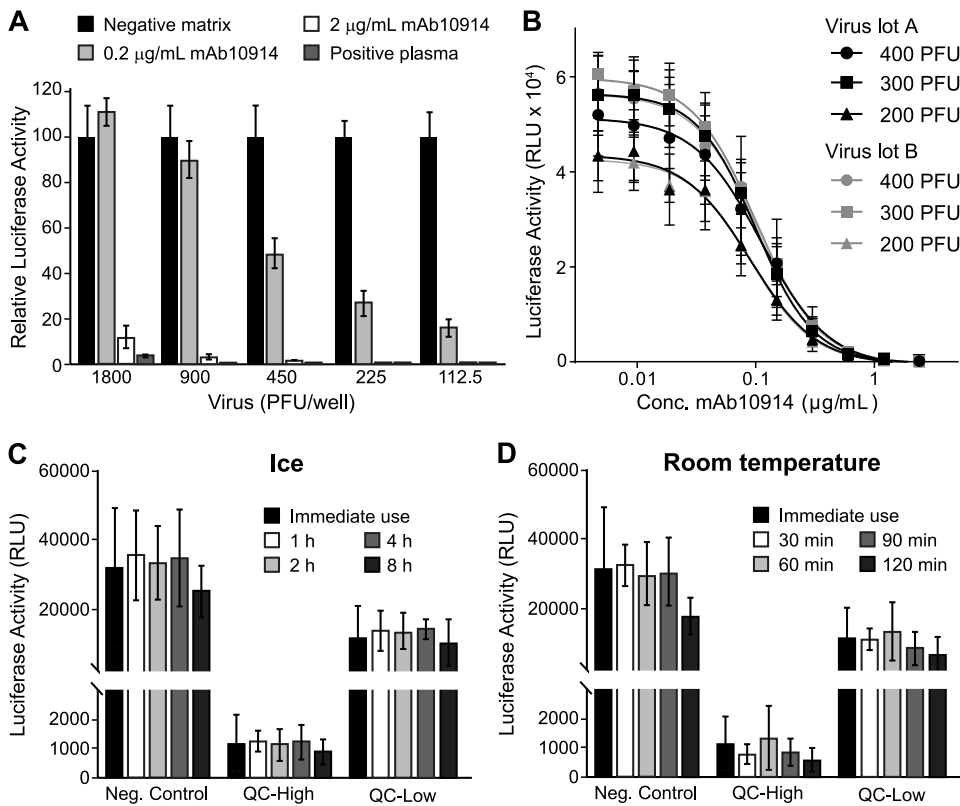 A
Negative matrix
2 µg/mL mAb10914
0.2 µg/mL mAb10914
Positive plasma
Relative Luciferase Activity
120
100
80
60
40
20
0
1800
900
450
225
112.5
Virus (PFU/well)
B
Luciferase Activity (RLU x 10⁴)
6
4
2
0
0.01
0.1
1
Conc. mAb10914 (µg/mL)
Virus lot A
400 PFU
300 PFU
200 PFU
Virus lot B
400 PFU
300 PFU
200 PFU
C
Ice
Luciferase Activity (RLU)
60000
40000
20000
2000
1000
0
Immediate use
1 h
4 h
2 h
8 h
Neg. Control
QC-High
QC-Low
D
Room temperature
Luciferase Activity (RLU)
60000
40000
20000
2000
1000
0
Immediate use
30 min
90 min
60 min
120 min
Neg. Control
QC-High
QC-Low